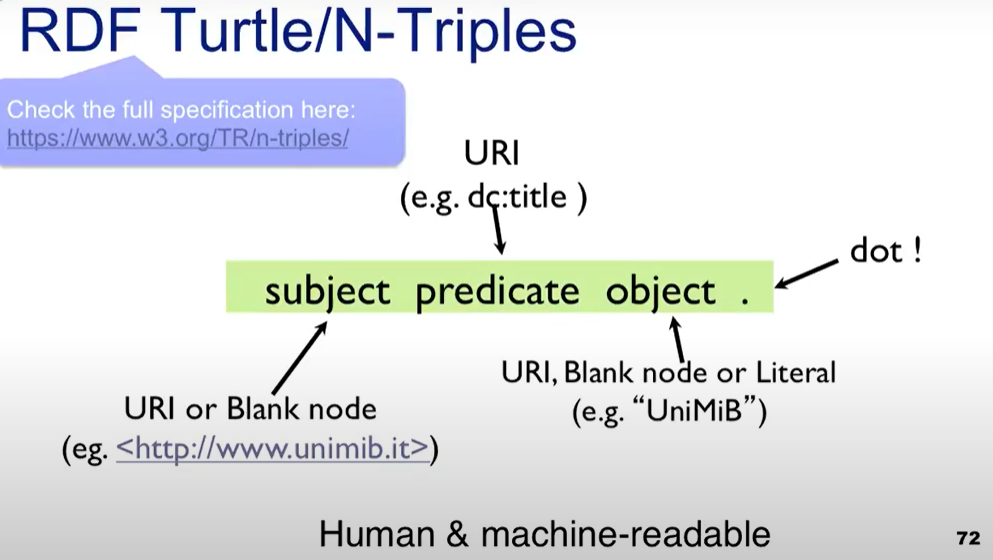 RDF Turtle/N-Triples
Check the full specification here:
https://www.w3.org/TR/n-triples/
URI
(e.g. dc:title )
dot !
subject predicate object .
URI, Blank node or Literal
(e.g. “UniMiB”)
URI or Blank node
(eg. <http://www.unimib.it>)
Human & machine-readable
72